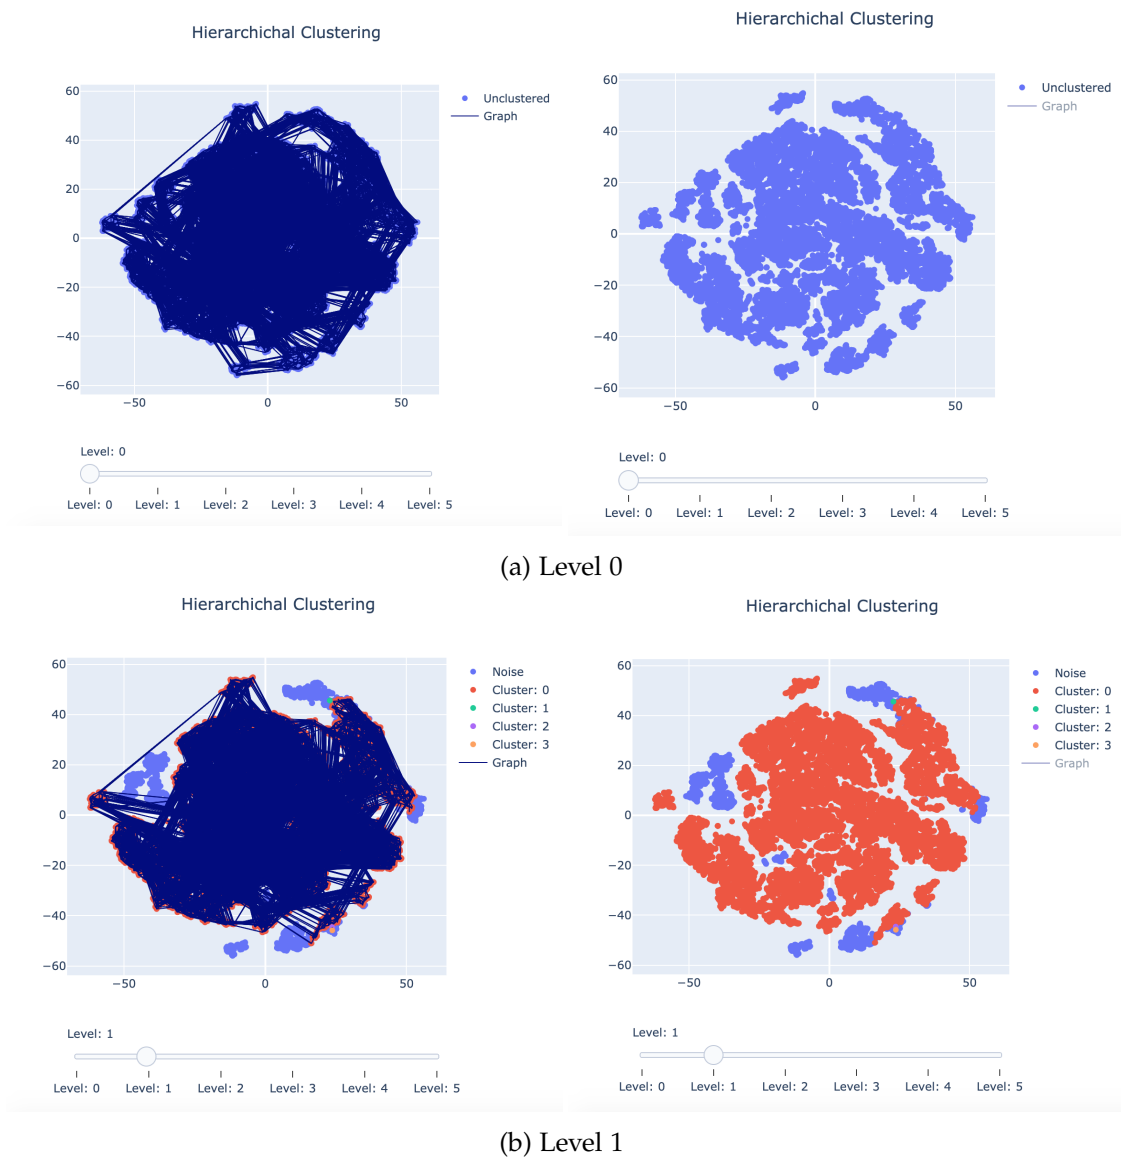 Hierarchichal Clustering
60
40
20
0
−20
−40
−60
−50
0
50
Unclustered
Graph
Level: 0
Level: 0 Level: 1 Level: 2 Level: 3 Level: 4 Level: 5
Hierarchichal Clustering
60
40
20
0
−20
−40
−60
−50
0
50
Unclustered
Graph
Level: 0
Level: 0 Level: 1 Level: 2 Level: 3 Level: 4 Level: 5
(a) Level 0
Hierarchichal Clustering
60
40
20
0
−20
−40
−60
−50
0
50
Noise
Cluster: 0
Cluster: 1
Cluster: 2
Cluster: 3
Graph
Level: 1
Level: 0 Level: 1 Level: 2 Level: 3 Level: 4 Level: 5
Hierarchichal Clustering
60
40
20
0
−20
−40
−60
−50
0
50
Noise
Cluster: 0
Cluster: 1
Cluster: 2
Cluster: 3
Graph
Level: 1
Level: 0 Level: 1 Level: 2 Level: 3 Level: 4 Level: 5
(b) Level 1